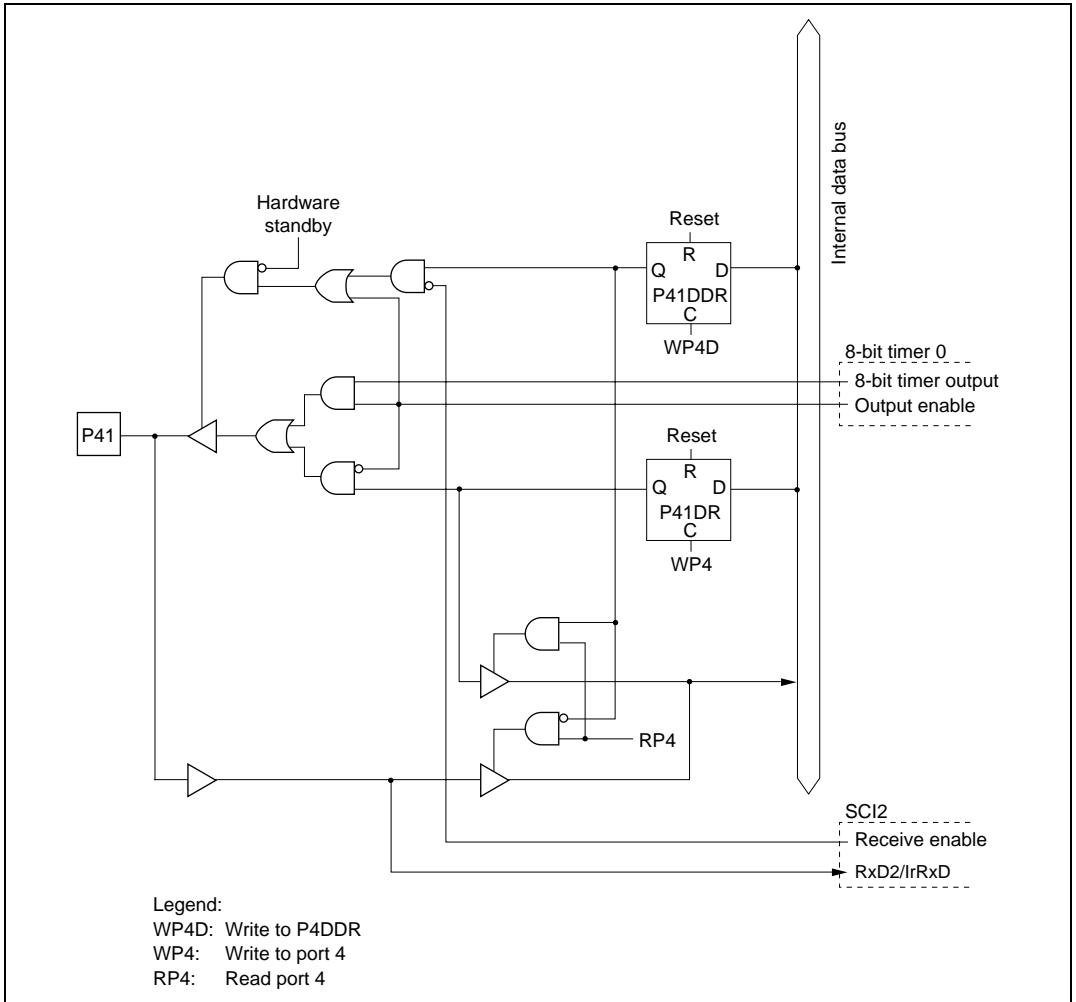 Hardware
standby
Reset
R
Q
D
P41DDR
C
WP4D
Internal data bus
8-bit timer 0
8-bit timer output
Output enable
P41
Reset
R
Q
D
P41DR
C
WP4
RP4
SCI2
Receive enable
RxD2/IrRxD
Legend:
WP4D: Write to P4DDR
WP4: Write to port 4
RP4: Read port 4